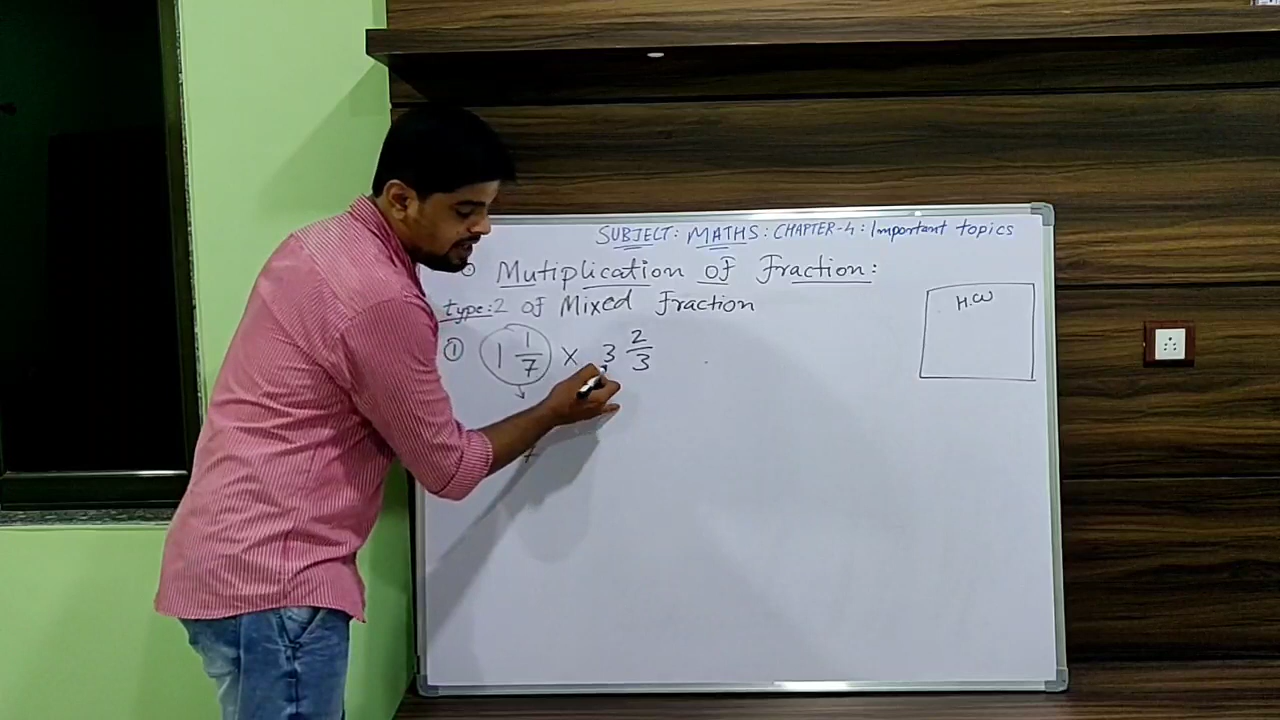 SUBJECT: MATHS: CHAPTER-4: Important topics
Mutiplication of Fraction:
type:2 of Mixed Fraction
① 1 1/7 × 3 2/3
7
H.W